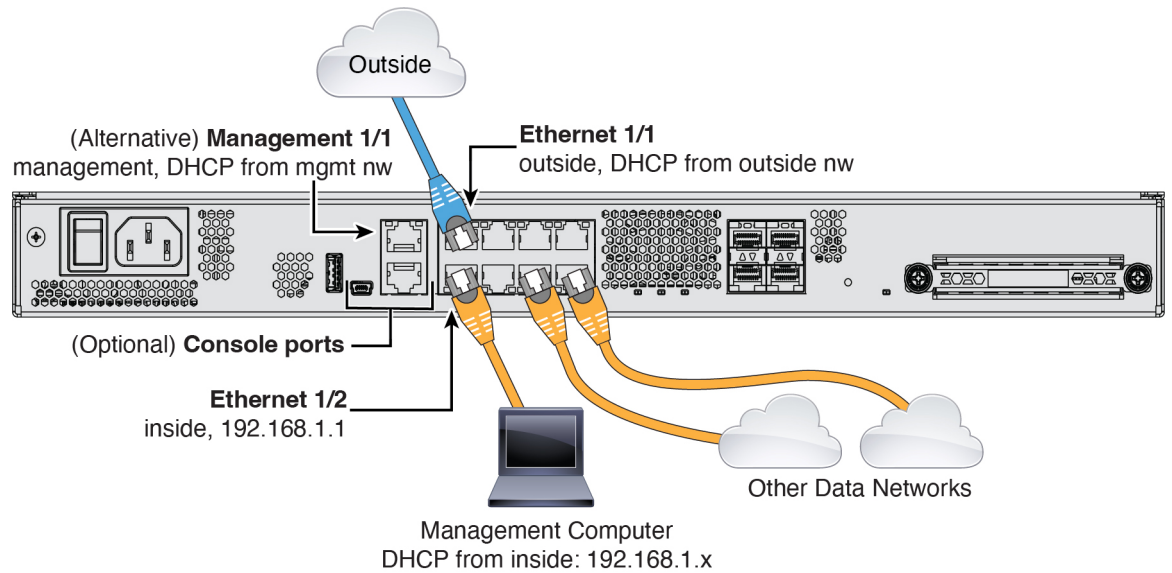 Outside
(Alternative) Management 1/1
management, DHCP from mgmt nw
Ethernet 1/1
outside, DHCP from outside nw
(Optional) Console ports
Ethernet 1/2
inside, 192.168.1.1
Other Data Networks
Management Computer
DHCP from inside: 192.168.1.x